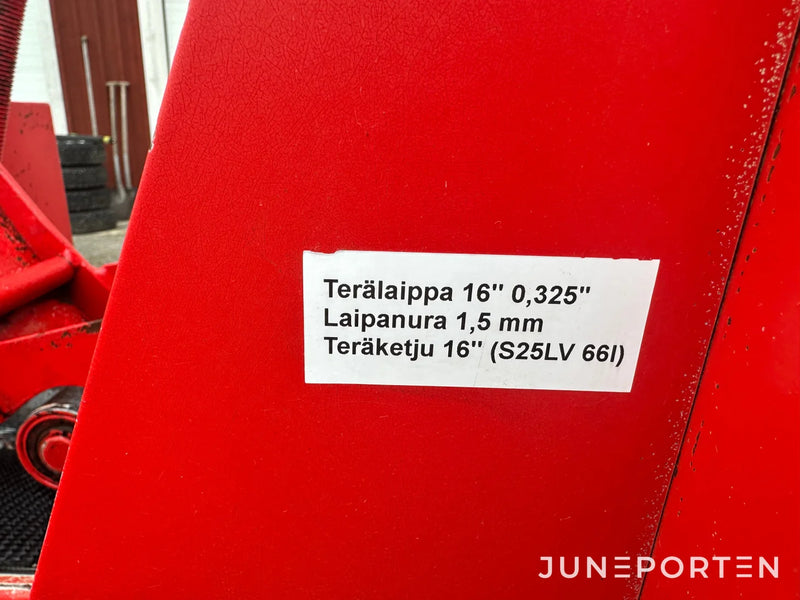 Terälaippa 16" 0,325"
Laipanura 1,5 mm
Teräketju 16" (S25LV 66l)
JUNEPORTEN